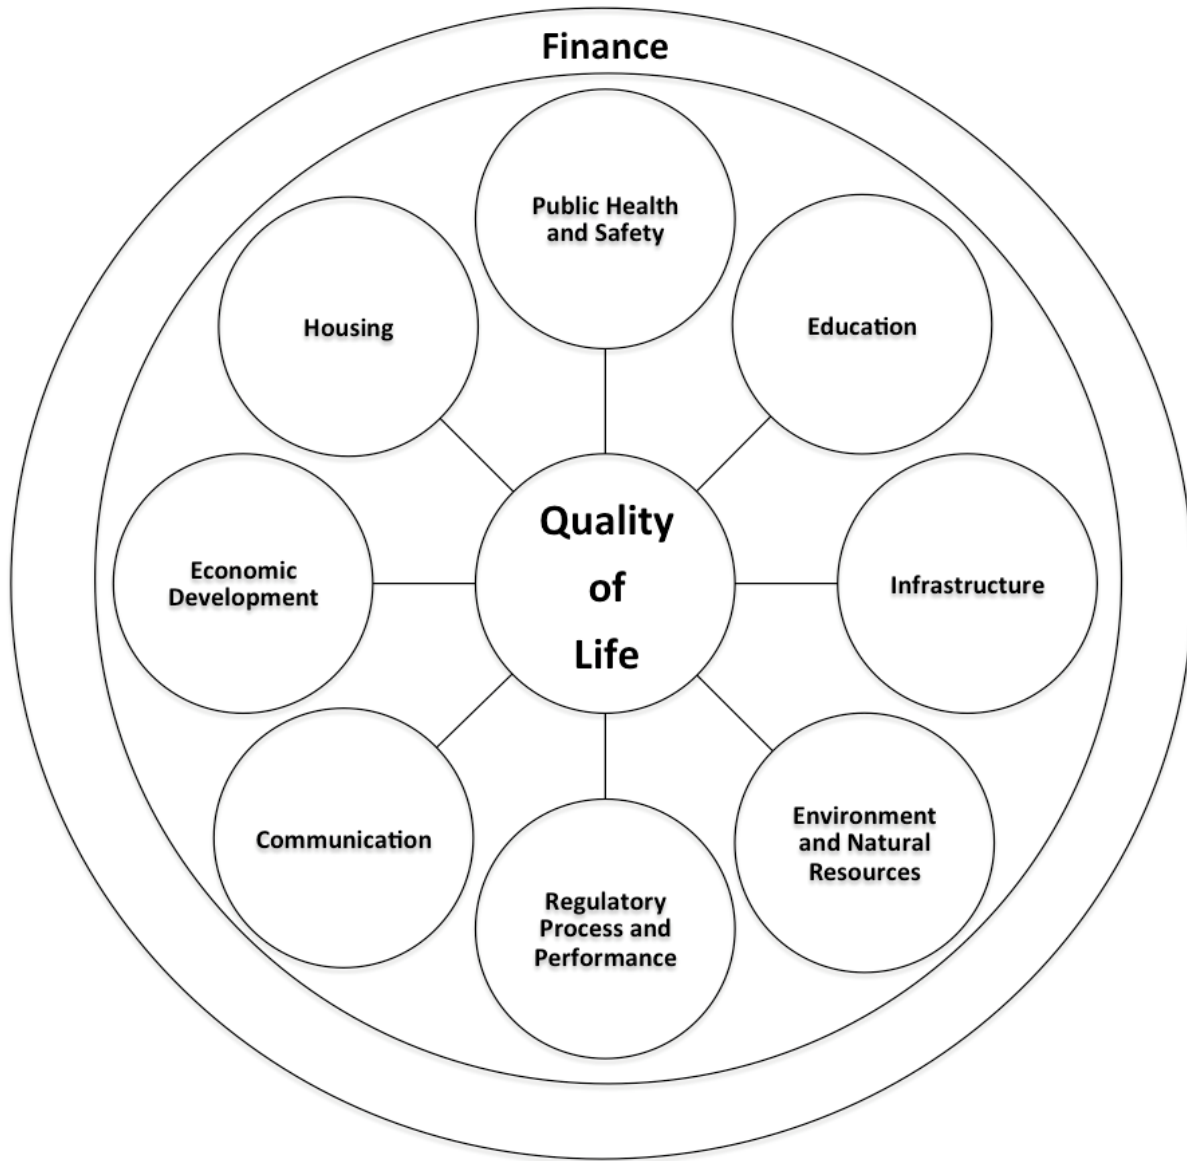 Finance
Public Health
and Safety
Housing
Education
Quality
of
Life
Economic
Development
Infrastructure
Communication
Environment
and Natural
Resources
Regulatory
Process and
Performance